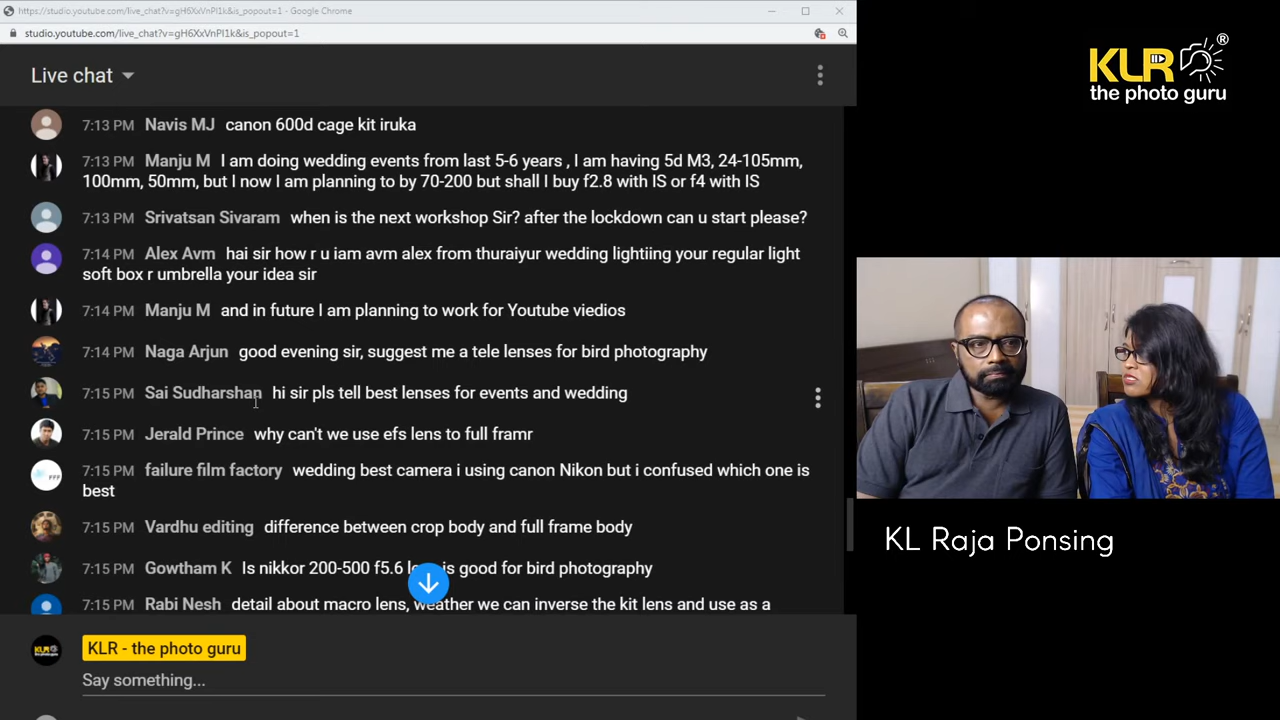 https://studio.youtube.com/live_chat?v=gH6XxVnPI1k&is_popout=1 - Google Chrome
studio.youtube.com/live_chat?v=gH6XxVnPI1k&is_popout=1
Live chat
7:13 PM Navis MJ canon 600d cage kit iruka
7:13 PM Manju M I am doing wedding events from last 5-6 years , I am having 5d M3, 24-105mm,
100mm, 50mm, but I now I am planning to by 70-200 but shall I buy f2.8 with IS or f4 with IS
7:13 PM Srivatsan Sivaram when is the next workshop Sir? after the lockdown can u start please?
7:14 PM Alex Avm hai sir how r u iam avm alex from thuraiyur wedding lightiing your regular light
soft box r umbrella your idea sir
7:14 PM Manju M and in future I am planning to work for Youtube viedios
7:14 PM Naga Arjun good evening sir, suggest me a tele lenses for bird photography
7:15 PM Sai Sudharshan hi sir pls tell best lenses for events and wedding
7:15 PM Jerald Prince why can't we use efs lens to full framr
7:15 PM failure film factory wedding best camera i using canon Nikon but i confused which one is
best
FFF
7:15 PM Vardhu editing difference between crop body and full frame body
7:15 PM Gowtham K Is nikkor 200-500 f5.6 is good for bird photography
7:15 PM Rabi Nesh detail about macro lens, weather we can inverse the kit lens and use as a
KLR - the photo guru
Say something...
KLR ®
the photo guru
KL Raja Ponsing